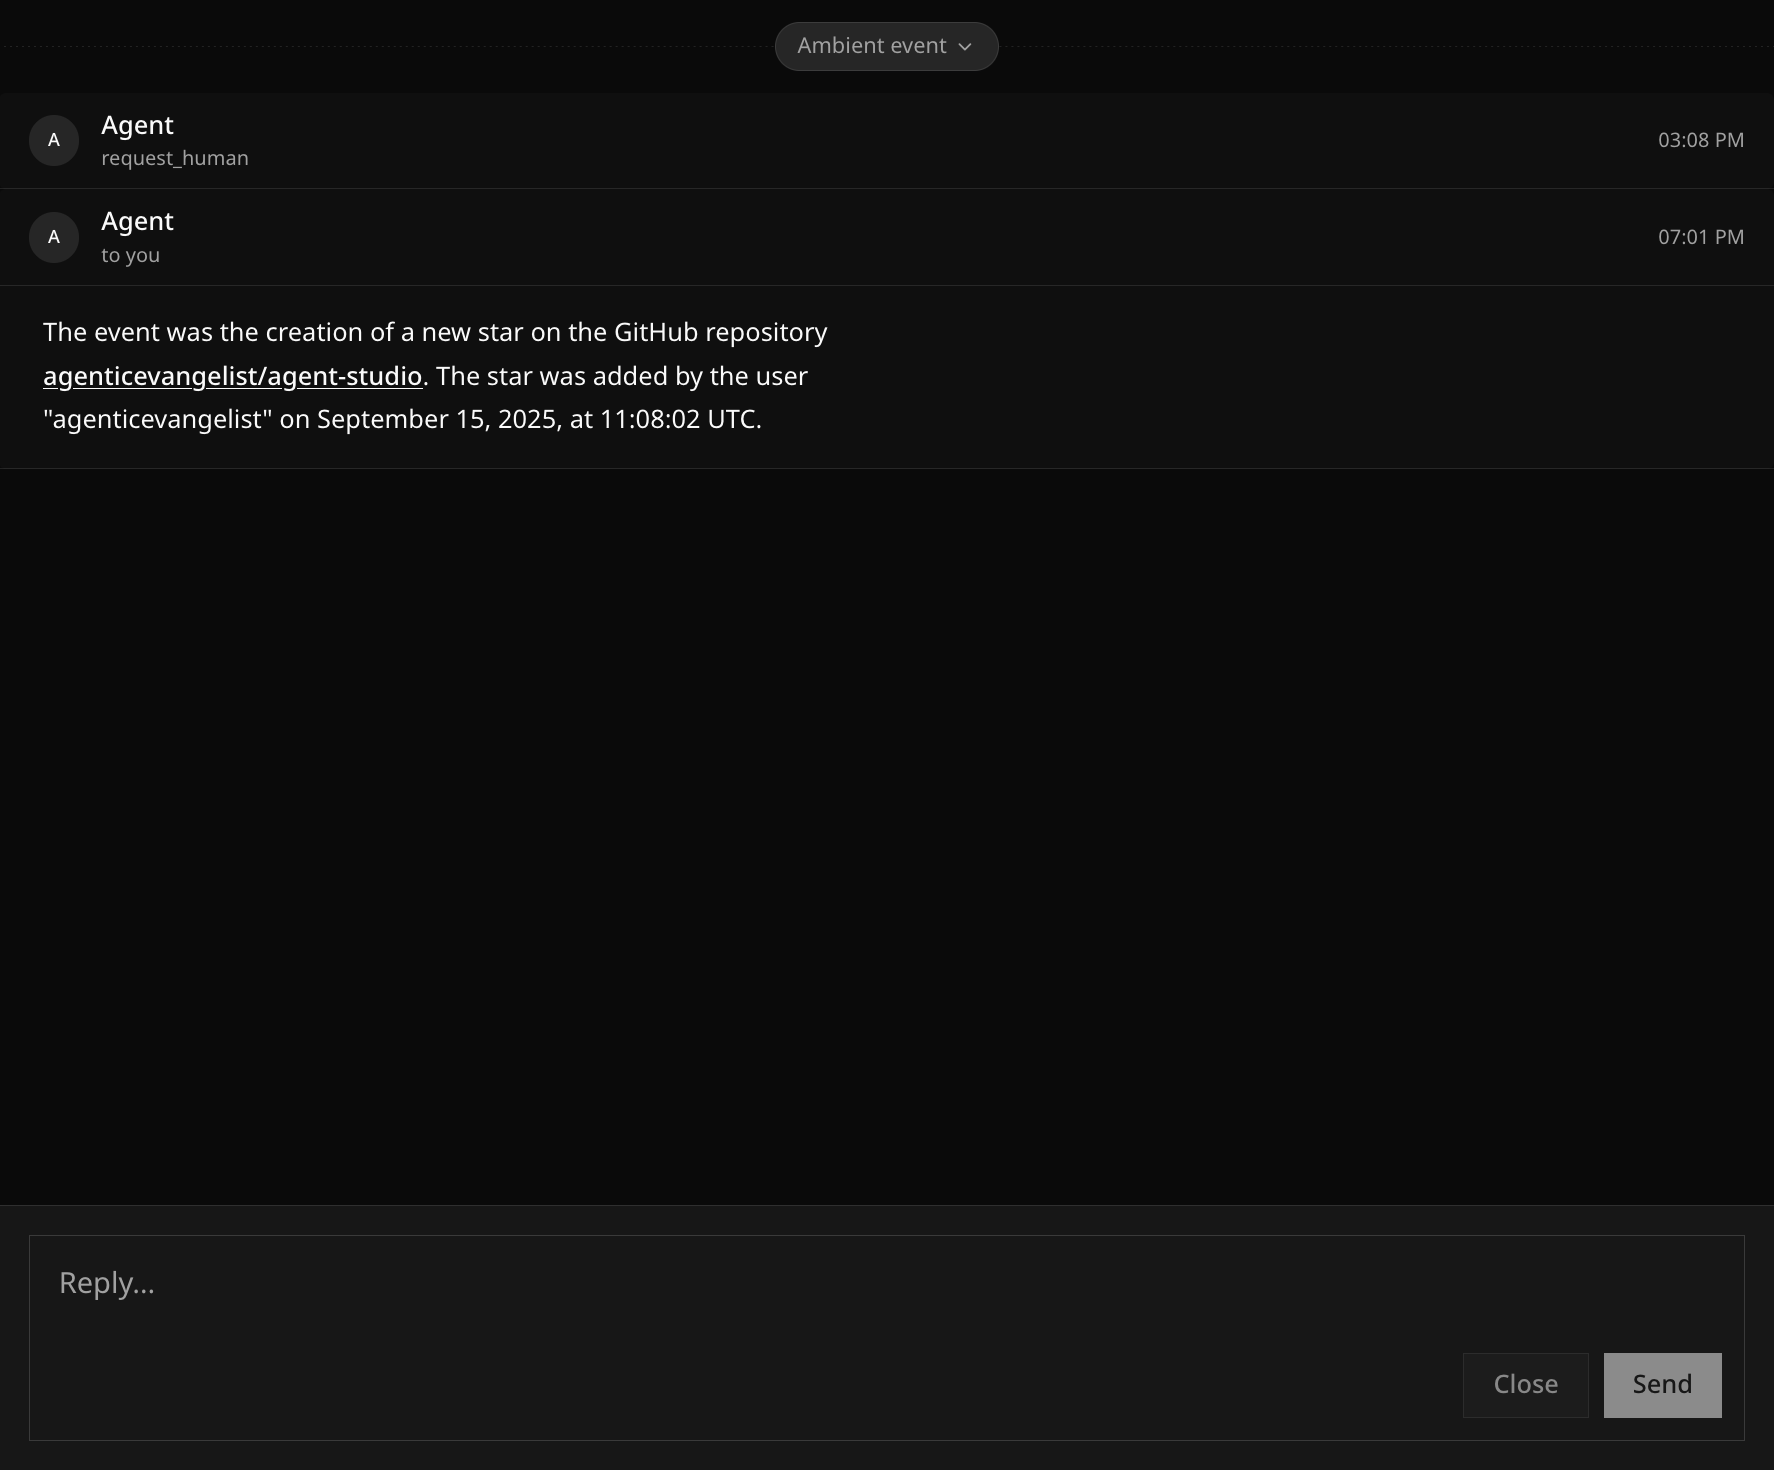 Ambient event
A
Agent
request_human
03:08 PM
A
Agent
to you
07:01 PM
The event was the creation of a new star on the GitHub repository
agenticevangelist/agent-studio. The star was added by the user
"agenticevangelist" on September 15, 2025, at 11:08:02 UTC.
Reply...
Close
Send